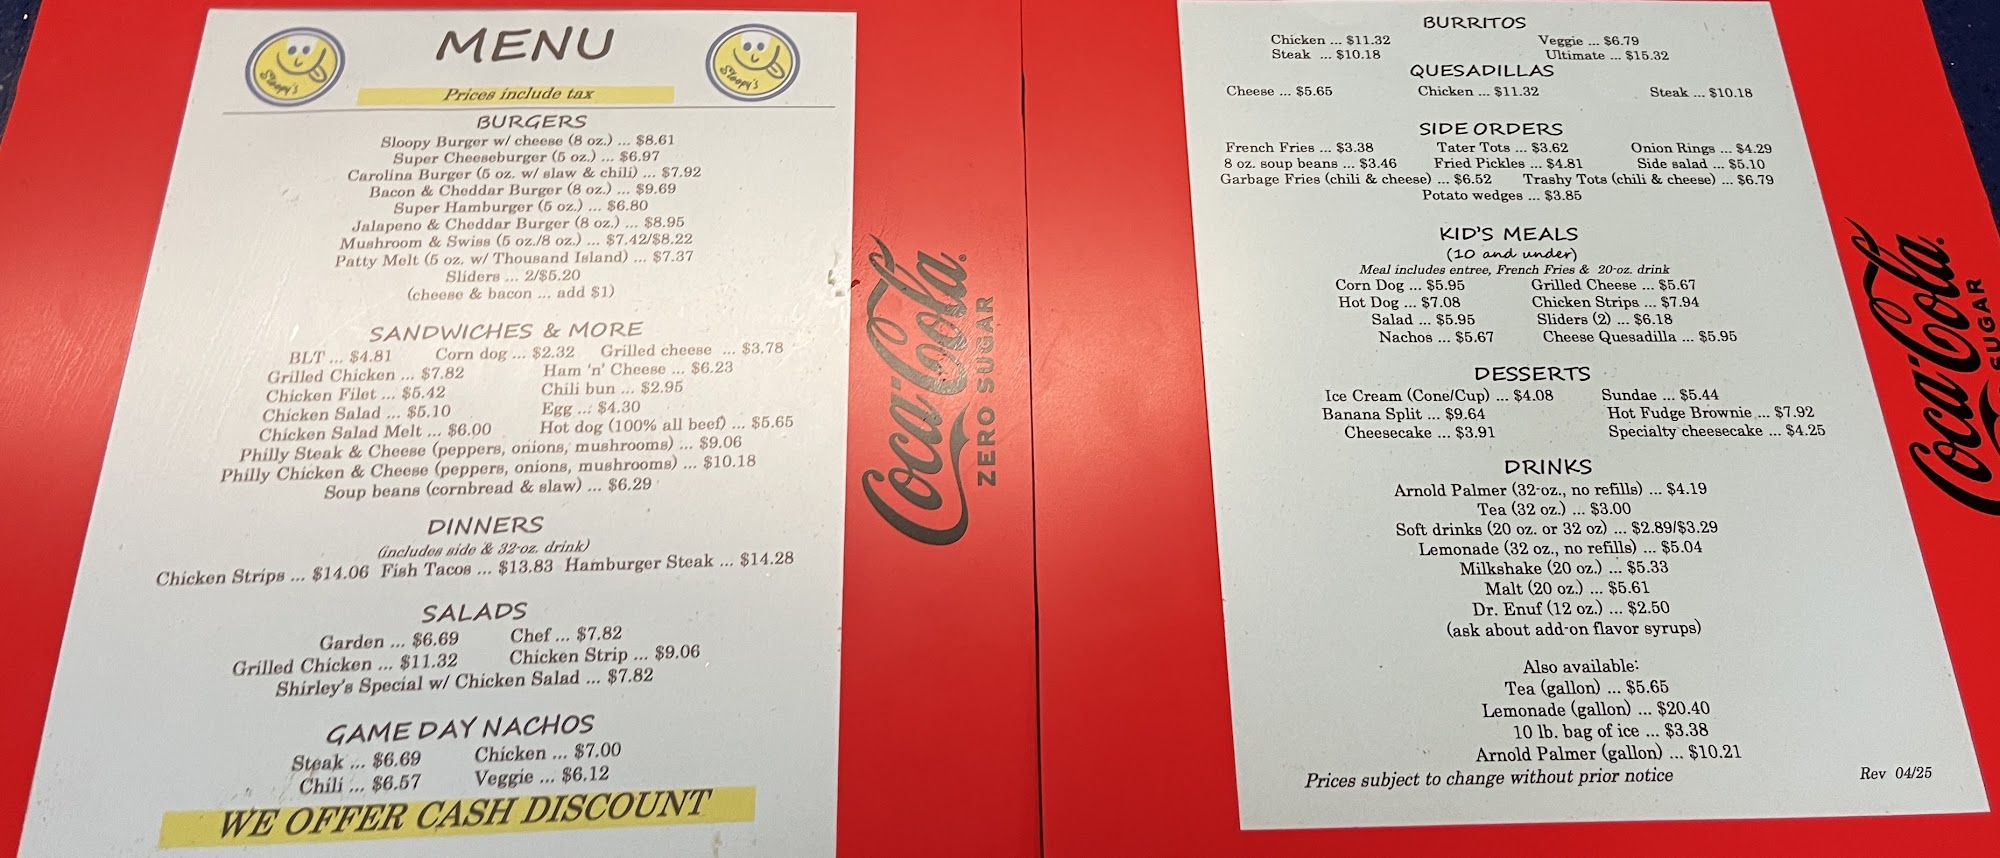 Sloopy's
MENU
Sloopy's
Prices include tax
BURGERS
Sloopy Burger w/ cheese (8 oz.) ... $8.61
Super Cheeseburger (5 oz.) ... $6.97
Carolina Burger (5 oz. w/ slaw & chili) ... $7.92
Bacon & Cheddar Burger (8 oz.) ... $9.69
Super Hamburger (5 oz.) ... $6.80
Jalapeno & Cheddar Burger (8 oz.) ... $8.95
Mushroom & Swiss (5 oz./8 oz.) ... $7.42/$8.22
Patty Melt (5 oz. w/ Thousand Island) ... $7.37
Sliders ... 2/$5.20
(cheese & bacon ... add $1)
SANDWICHES & MORE
BLT ... $4.81 Corn dog ... $2.32 Grilled cheese ... $3.78
Grilled Chicken ... $7.82 Ham 'n' Cheese ... $6.23
Chicken Filet ... $5.42 Chili bun ... $2.95
Chicken Salad ... $5.10 Egg ... $4.30
Chicken Salad Melt ... $6.00 Hot dog (100% all beef) ... $5.65
Philly Steak & Cheese (peppers, onions, mushrooms) ... $9.06
Philly Chicken & Cheese (peppers, onions, mushrooms) ... $10.18
Soup beans (cornbread & slaw) ... $6.29
DINNERS
(includes side & 32-oz. drink)
Chicken Strips ... $14.06 Fish Tacos ... $13.83 Hamburger Steak ... $14.28
SALADS
Garden ... $6.69 Chef ... $7.82
Grilled Chicken ... $11.32 Chicken Strip ... $9.06
Shirley's Special w/ Chicken Salad ... $7.82
GAME DAY NACHOS
Steak ... $6.69 Chicken ... $7.00
Chili ... $6.57 Veggie ... $6.12
WE OFFER CASH DISCOUNT
Coca-Cola
ZERO SUGAR
BURRITOS
Chicken ... $11.32 Veggie ... $6.79
Steak ... $10.18 Ultimate ... $15.32
QUESADILLAS
Cheese ... $5.65 Chicken ... $11.32 Steak ... $10.18
SIDE ORDERS
French Fries ... $3.38 Tater Tots ... $3.62 Onion Rings ... $4.29
8 oz. soup beans ... $3.46 Fried Pickles ... $4.81 Side salad ... $5.10
Garbage Fries (chili & cheese) ... $6.52 Trashy Tots (chili & cheese) ... $6.79
Potato wedges ... $3.85
KID'S MEALS
(10 and under)
Meal includes entree, French Fries & 20-oz. drink
Corn Dog ... $5.95 Grilled Cheese ... $5.67
Hot Dog ... $7.08 Chicken Strips ... $7.94
Salad ... $5.95 Sliders (2) ... $6.18
Nachos ... $5.67 Cheese Quesadilla ... $5.95
DESSERTS
Ice Cream (Cone/Cup) ... $4.08 Sundae ... $5.44
Banana Split ... $9.64 Hot Fudge Brownie ... $7.92
Cheesecake ... $3.91 Specialty cheesecake ... $4.25
DRINKS
Arnold Palmer (32-oz., no refills) ... $4.19
Tea (32 oz.) ... $3.00
Soft drinks (20 oz. or 32 oz) ... $2.89/$3.29
Lemonade (32 oz., no refills) ... $5.04
Milkshake (20 oz.) ... $5.33
Malt (20 oz.) ... $5.61
Dr. Enuf (12 oz.) ... $2.50
(ask about add-on flavor syrups)
Also available:
Tea (gallon) ... $5.65
Lemonade (gallon) ... $20.40
10 lb. bag of ice ... $3.38
Arnold Palmer (gallon) ... $10.21
Prices subject to change without prior notice
Rev 04/25
Coca-Cola
SUGAR